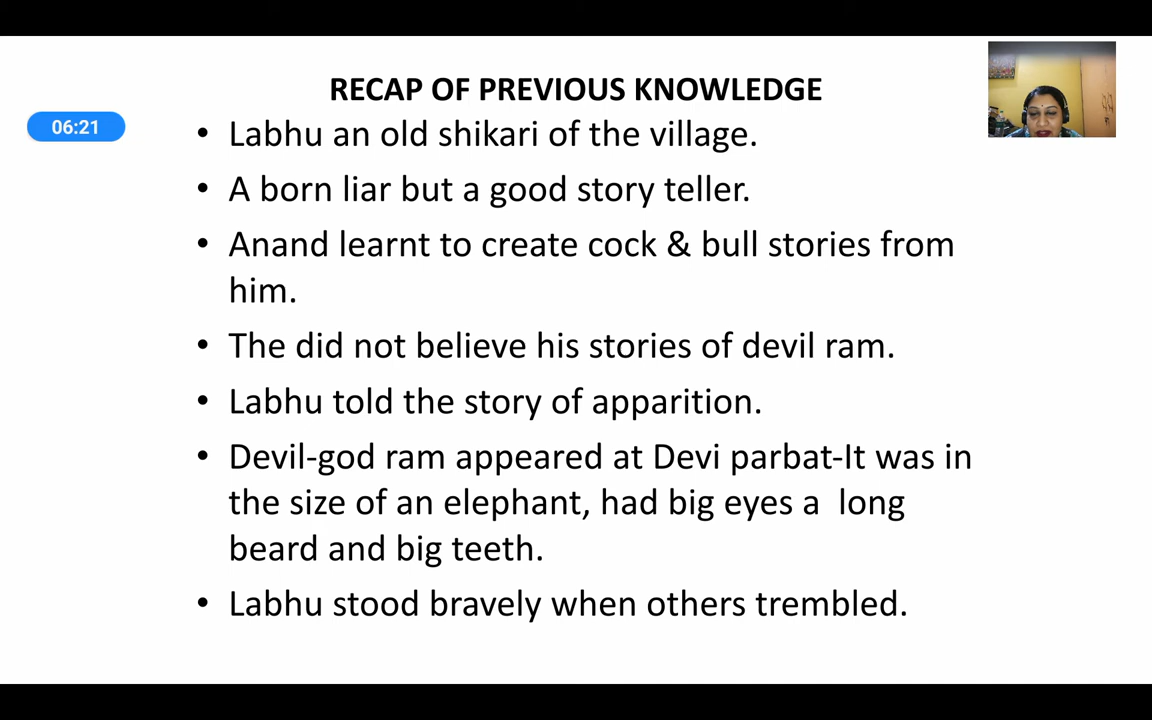 RECAP OF PREVIOUS KNOWLEDGE
06:21
• Labhu an old shikari of the village.
• A born liar but a good story teller.
• Anand learnt to create cock & bull stories from
him.
• The did not believe his stories of devil ram.
• Labhu told the story of apparition.
• Devil-god ram appeared at Devi parbat-It was in
the size of an elephant, had big eyes a  long
beard and big teeth.
• Labhu stood bravely when others trembled.